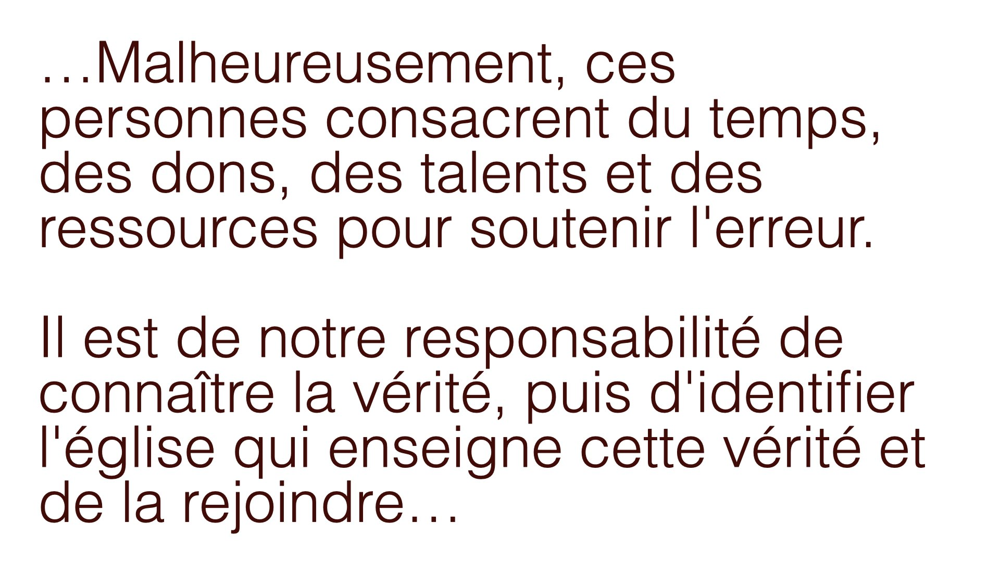 …Malheureusement, ces
personnes consacrent du temps,
des dons, des talents et des
ressources pour soutenir l'erreur.
Il est de notre responsabilité de
connaître la vérité, puis d'identifier
l'église qui enseigne cette vérité et
de la rejoindre…